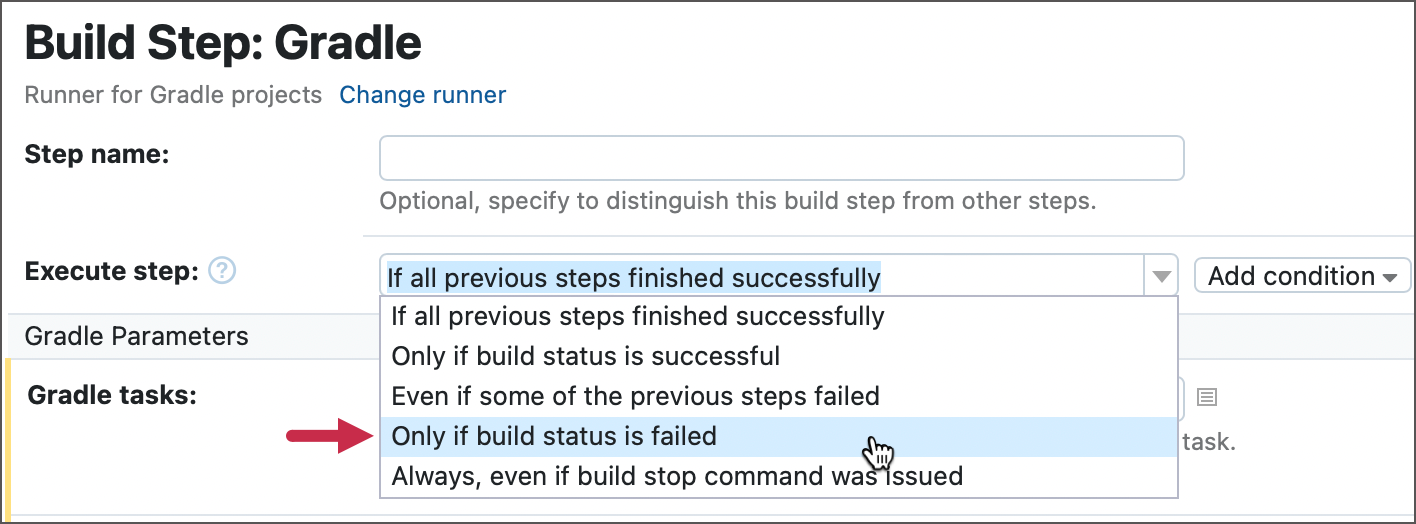 Build Step: Gradle
Runner for Gradle projects Change runner
Step name:
Optional, specify to distinguish this build step from other steps.
Execute step: ? If all previous steps finished successfully Add condition
If all previous steps finished successfully
Gradle Parameters
Only if build status is successful
Even if some of the previous steps failed
Gradle tasks:
Only if build status is failed
task.
Always, even if build stop command was issued